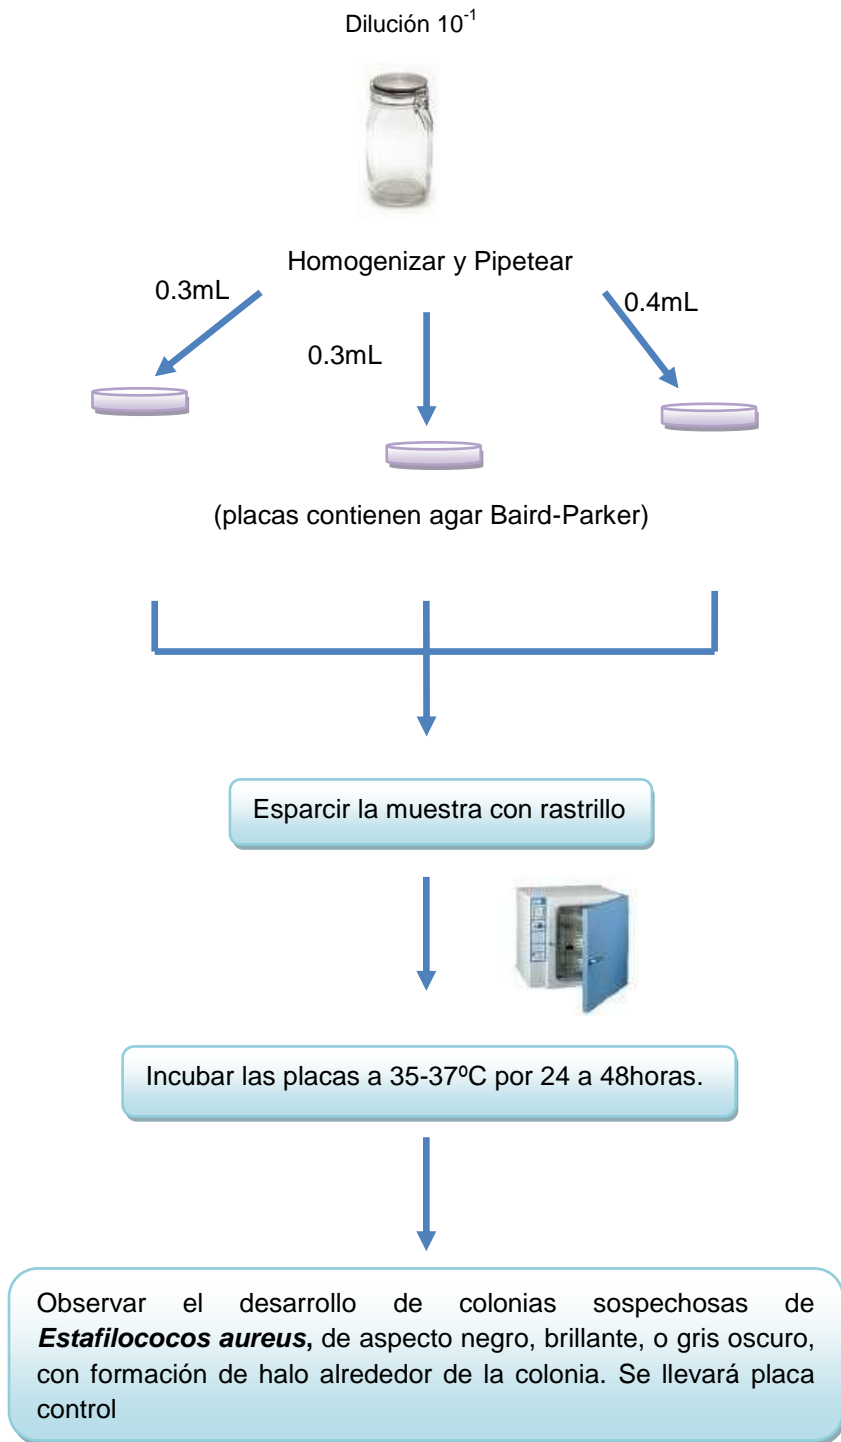 Dilución 10-1
Homogenizar y Pipetear
0.3mL
0.3mL
0.4mL
(placas contienen agar Baird-Parker)
Esparcir la muestra con rastrillo
Incubar las placas a 35-37ºC por 24 a 48horas.
Observar el desarrollo de colonias sospechosas de
Estafilococos aureus, de aspecto negro, brillante, o gris oscuro,
con formación de halo alrededor de la colonia. Se llevará placa
control